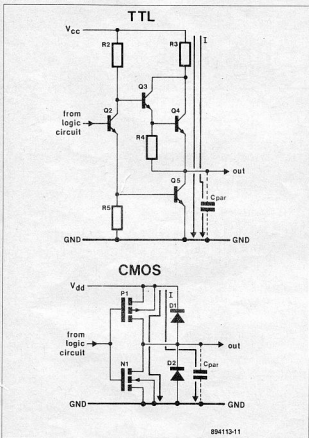 TTL
Vcc
R2
R3
I
Q3
from
logic
circuit
Q2
Q4
R4
out
Q5
Cpar
R5
GND
GND
CMOS
Vdd
P1
I
D1
from
logic
circuit
out
D2
Cpar
N1
GND
GND
894113-11